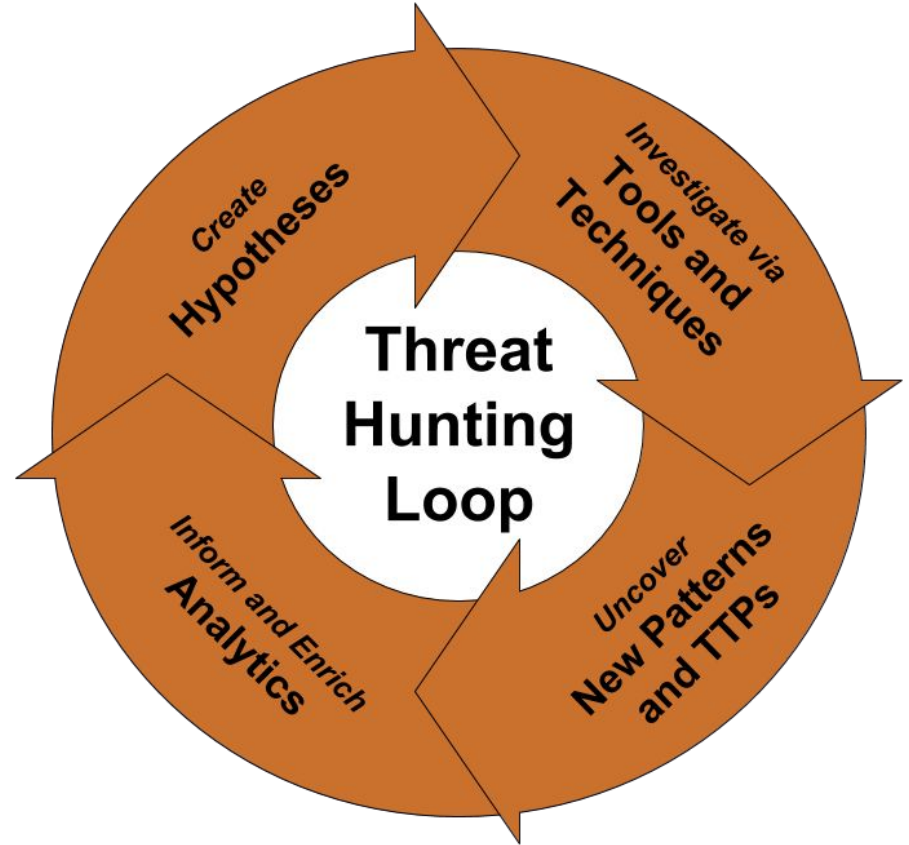 Create
Hypotheses
Investigate via
Tools and
Techniques
Threat
Hunting
Loop
Inform and Enrich
Analytics
Uncover
New Patterns
and TTPs